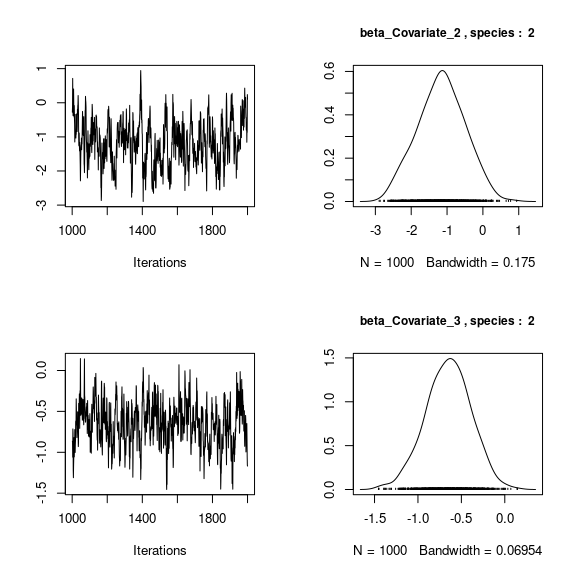 beta_Covariate_2 , species : 2
1
0
-1
-2
-3
1000 1400 1800
Iterations
0.6
0.4
0.2
0.0
-3 -2 -1 0 1
N = 1000 Bandwidth = 0.175
beta_Covariate_3 , species : 2
0.0
-0.5
-1.0
-1.5
1000 1400 1800
Iterations
1.5
1.0
0.5
0.0
-1.5 -1.0 -0.5 0.0
N = 1000 Bandwidth = 0.06954